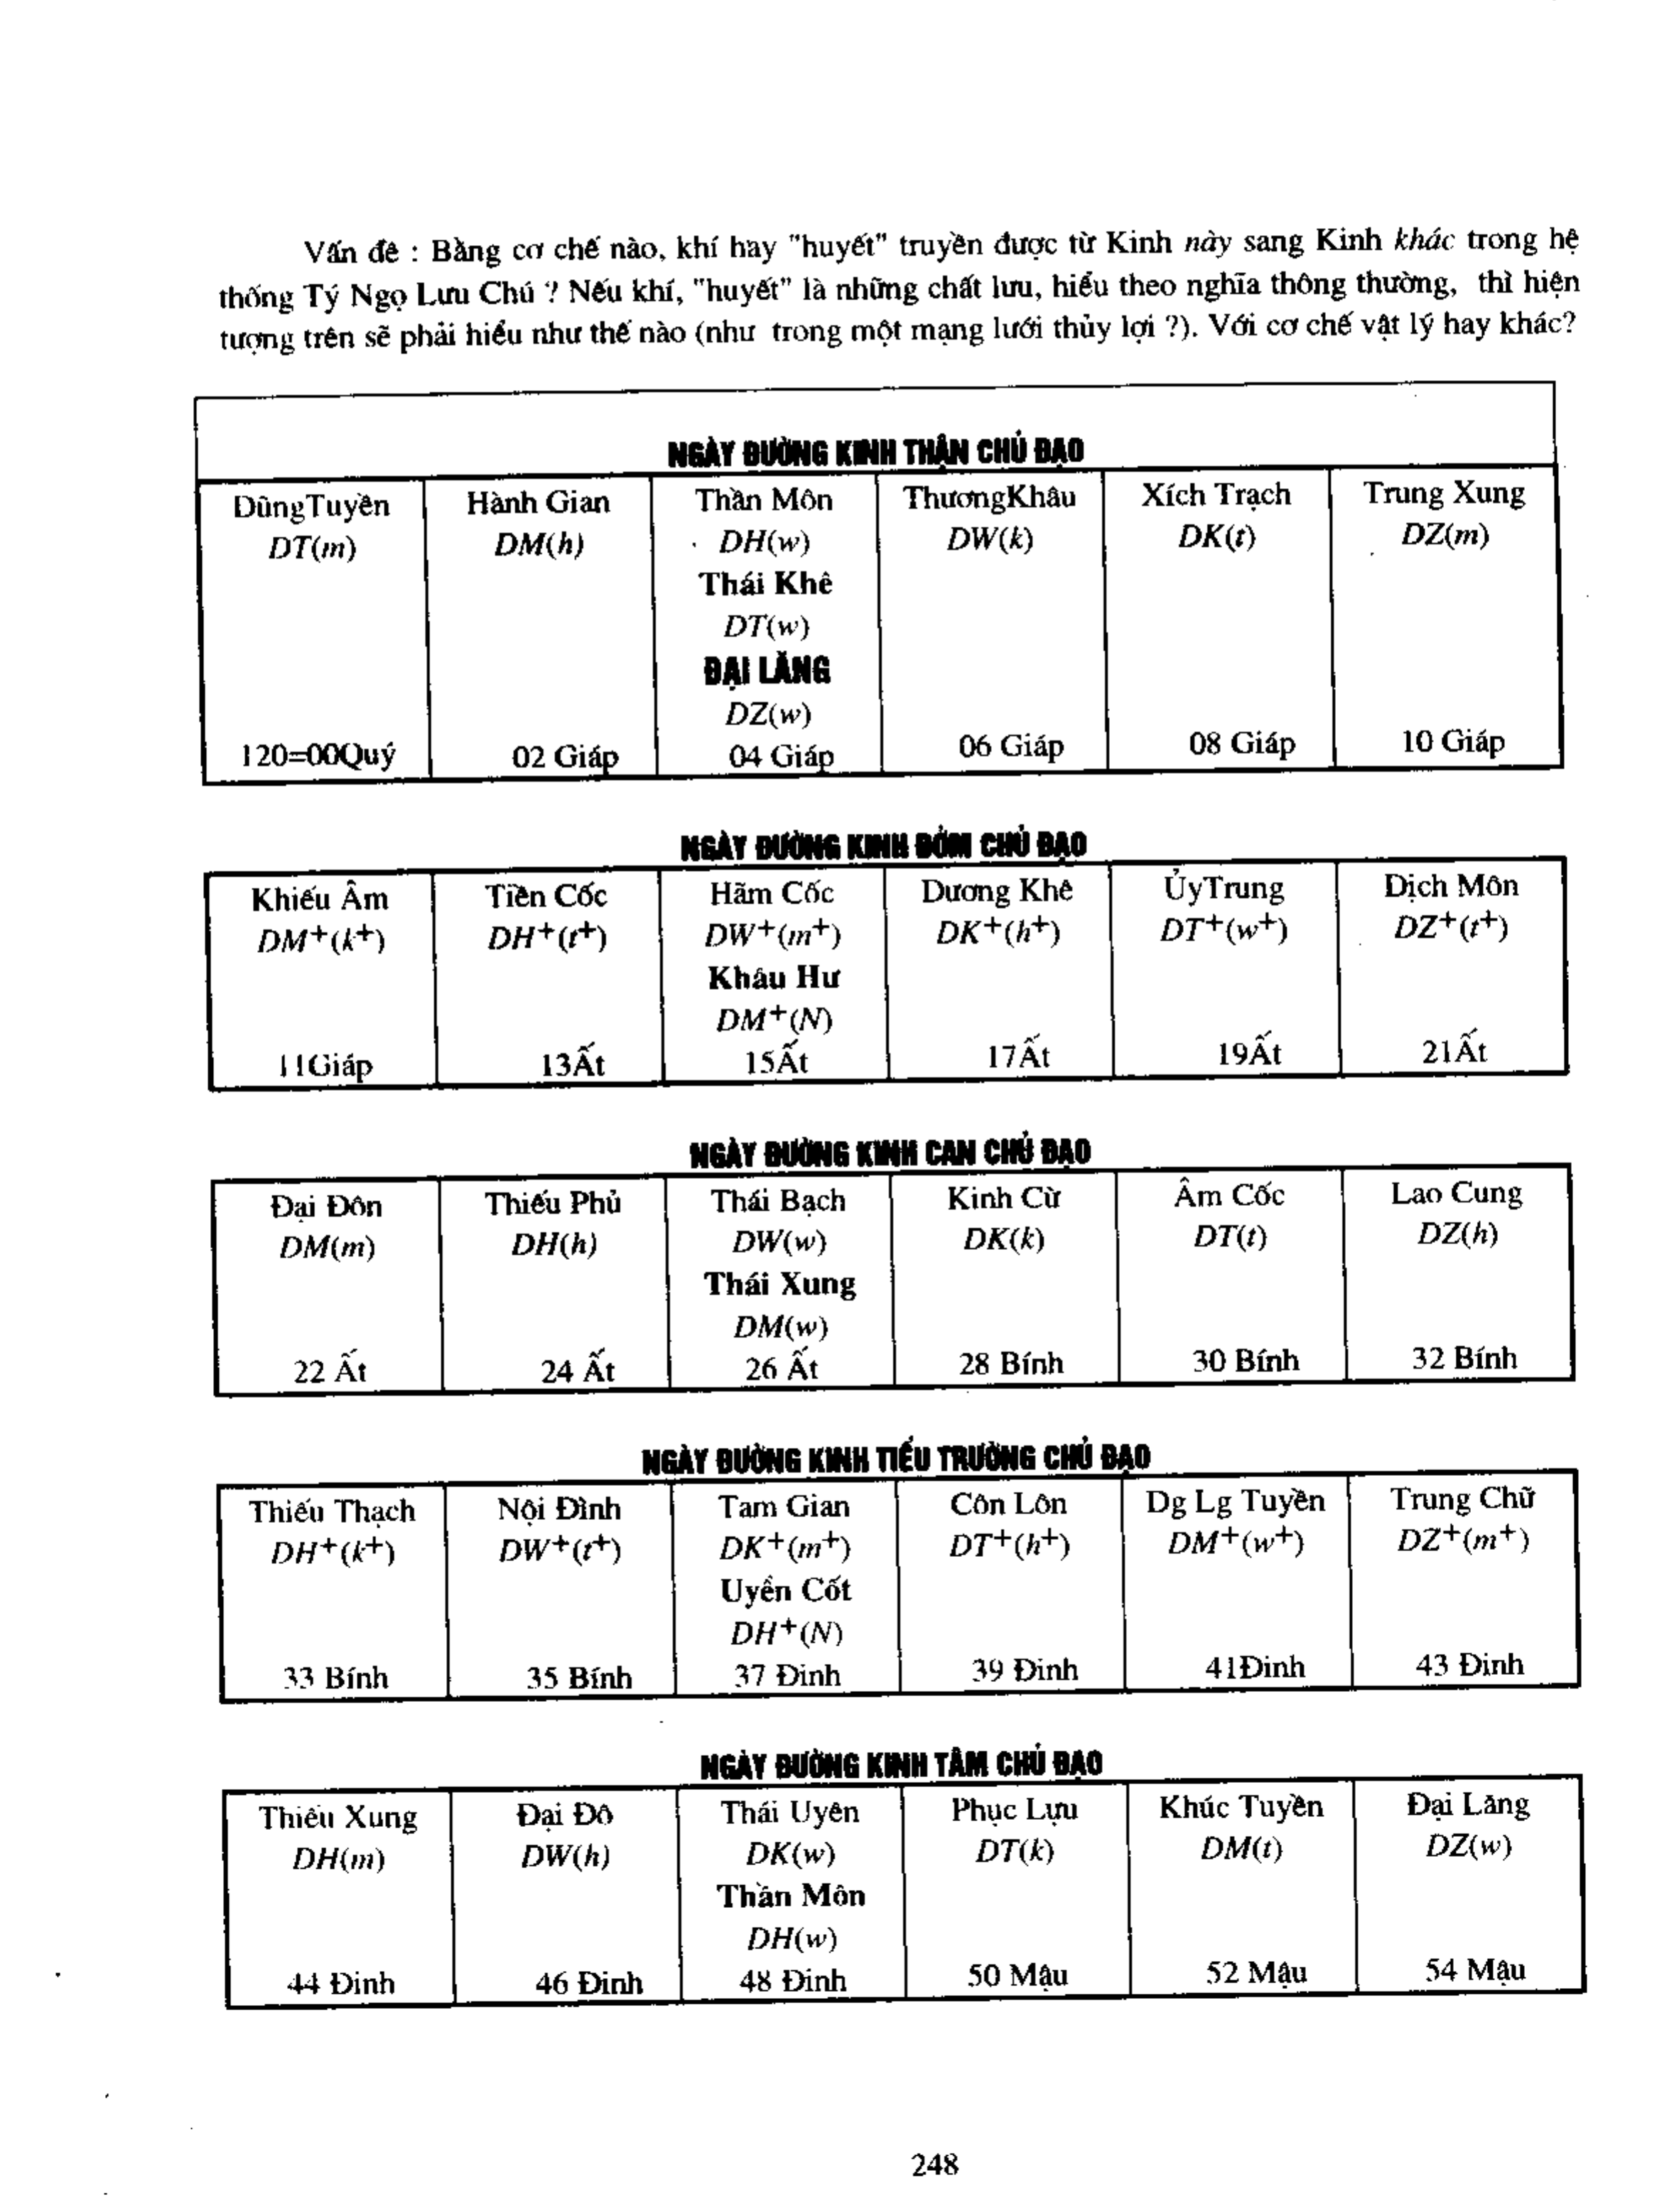 Vấn đê : Bằng cơ chế nào, khí hay "huyết" truyền được từ Kinh này sang Kinh khác trong hệ
thống Tý Ngọ Lưu Chú ? Nếu khí, "huyết" là những chất lưu, hiểu theo nghĩa thông thường, thì hiện
tượng trên sẽ phải hiểu như thế nào (như trong một mạng lưới thủy lợi ?). Với cơ chế vật lý hay khác?
NGÀY ĐƯỜNG KINH THẬN CHỦ ĐẠO
DũngTuyền Hành Gian Thần Môn ThươngKhâu Xích Trạch Trung Xung
DT(m) DM(h) DH(w) DW(k) DK(t) DZ(m)
Thái Khê
DT(w)
ĐẠI LĂNG
DZ(w)
120=00Quý 02 Giáp 04 Giáp 06 Giáp 08 Giáp 10 Giáp
NGÀY ĐƯỜNG KINH ĐỞM CHỦ ĐẠO
Khiếu Âm Tiền Cốc Hãm Cốc Dương Khê ỦyTrung Dịch Môn
DM+(k+) DH+(t+) DW+(m+) DK+(h+) DT+(w+) DZ+(t+)
Khâu Hư
DM+(N)
11Giáp 13Ất 15Ất 17Ất 19Ất 21Ất
NGÀY ĐƯỜNG KINH CAN CHỦ ĐẠO
Đại Đôn Thiếu Phủ Thái Bạch Kinh Cừ Âm Cốc Lao Cung
DM(m) DH(h) DW(w) DK(k) DT(t) DZ(h)
Thái Xung
DM(w)
22 Ất 24 Ất 26 Ất 28 Bính 30 Bính 32 Bính
NGÀY ĐƯỜNG KINH TIỂU TRƯỜNG CHỦ ĐẠO
Thiếu Thạch Nội Đình Tam Gian Côn Lôn Dg Lg Tuyền Trung Chữ
DH+(k+) DW+(t+) DK+(m+) DT+(h+) DM+(w+) DZ+(m+)
Uyển Cốt
DH+(N)
33 Bính 35 Bính 37 Đinh 39 Đinh 41Đinh 43 Đinh
NGÀY ĐƯỜNG KINH TÂM CHỦ ĐẠO
Thiếu Xung Đại Đô Thái Uyên Phục Lựu Khúc Tuyền Đại Lăng
DH(m) DW(h) DK(w) DT(k) DM(t) DZ(w)
Thần Môn
DH(w)
44 Đinh 46 Đinh 48 Đinh 50 Mậu 52 Mậu 54 Mậu
248